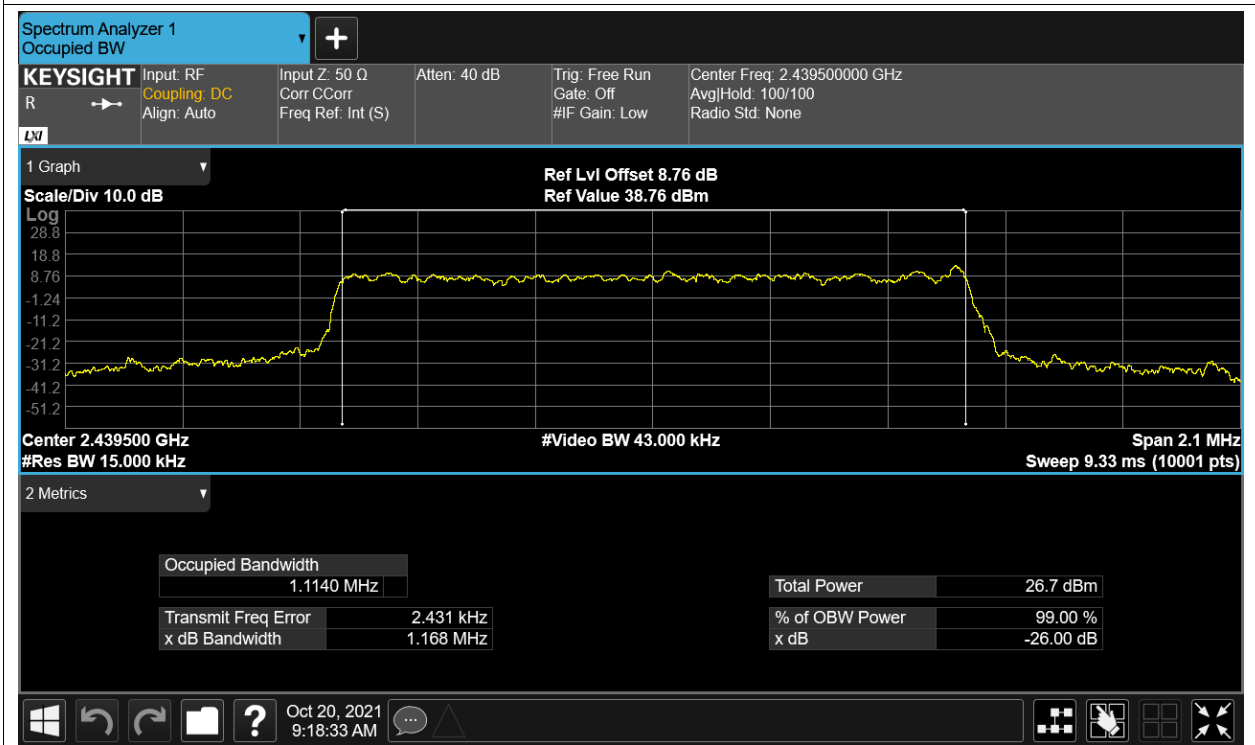 Spectrum Analyzer 1
Occupied BW
KEYSIGHT
R
LXI
Input: RF
Coupling: DC
Align: Auto
Input Z: 50 Ω
Corr CCorr
Freq Ref: Int (S)
Atten: 40 dB
Trig: Free Run
Gate: Off
#IF Gain: Low
Center Freq: 2.439500000 GHz
Avg|Hold: 100/100
Radio Std: None
1 Graph
Scale/Div 10.0 dB
Ref Lvl Offset 8.76 dB
Ref Value 38.76 dBm
Log
28.8
18.8
8.76
-1.24
-11.2
-21.2
-31.2
-41.2
-51.2
Center 2.439500 GHz
#Res BW 15.000 kHz
#Video BW 43.000 kHz
Span 2.1 MHz
Sweep 9.33 ms (10001 pts)
2 Metrics
Occupied Bandwidth
1.1140 MHz
Transmit Freq Error 2.431 kHz
x dB Bandwidth 1.168 MHz
Total Power 26.7 dBm
% of OBW Power 99.00 %
x dB -26.00 dB
?
Oct 20, 2021
9:18:33 AM